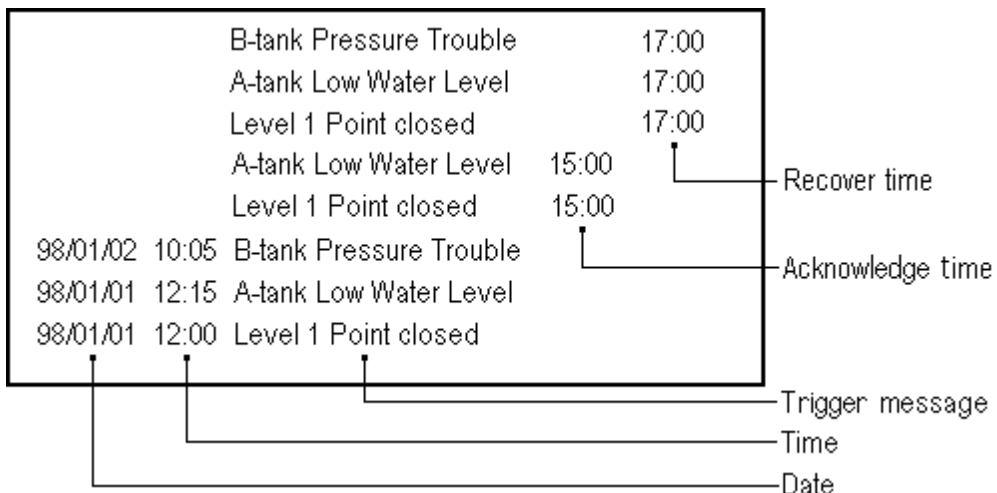 B-tank Pressure Trouble 17:00
A-tank Low Water Level 17:00
Level 1 Point closed 17:00
A-tank Low Water Level 15:00
Level 1 Point closed 15:00
98/01/02 10:05 B-tank Pressure Trouble
98/01/01 12:15 A-tank Low Water Level
98/01/01 12:00 Level 1 Point closed
Recover time
Acknowledge time
Trigger message
Time
Date